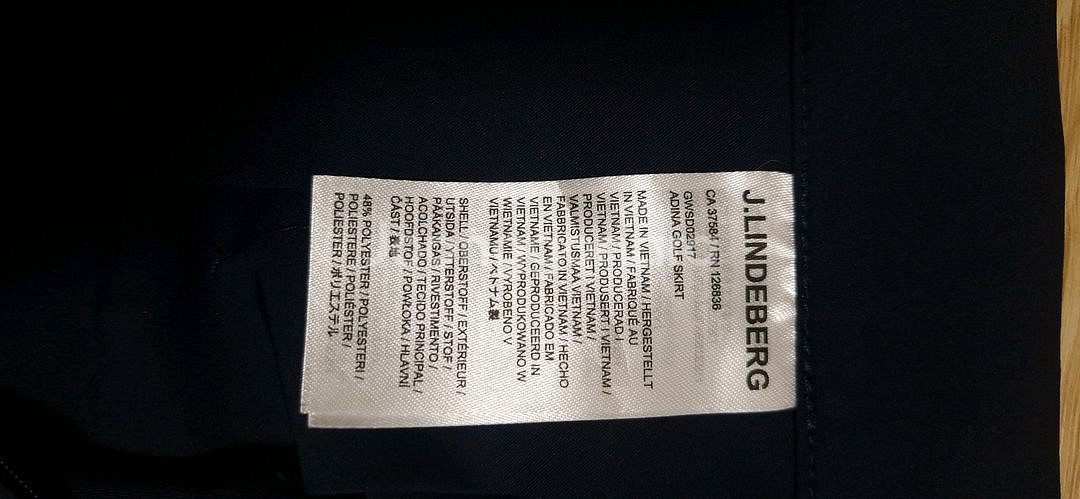 J.LINDEBERG
CA 37584 / RN 126836
GWSD02917
ADINA GOLF SKIRT
MADE IN VIETNAM / HERGESTELLT
IN VIETNAM / FABRIQUÉ AU
VIETNAM / PRODUCERAD I
VIETNAM / PRODUSERT I VIETNAM /
PRODUCERET I VIETNAM /
VALMISTUSMAA VIETNAM /
FABBRICATO IN VIETNAM / HECHO
EN VIETNAM / FABRICADO EM
VIETNAME / GEPRODUCEERD IN
VIETNAM / WYPRODUKOWANO W
WIETNAMIE / VYROBENO V
VIETNAMU / ベトナム製
SHELL / OBERSTOFF / EXTÉRIEUR /
UTSIDA / YTTERSTOFF / STOF /
PÄÄKANGAS / RIVESTIMENTO /
ACOLCHADO / TECIDO PRINCIPAL /
HOOFDSTOF / POWŁOKA / HLAVNÍ
ČÁST / 表地
48% POLYESTER / POLYESTERI /
POLIESTERE / POLIÉSTER /
POLIESTER / ポリエステル